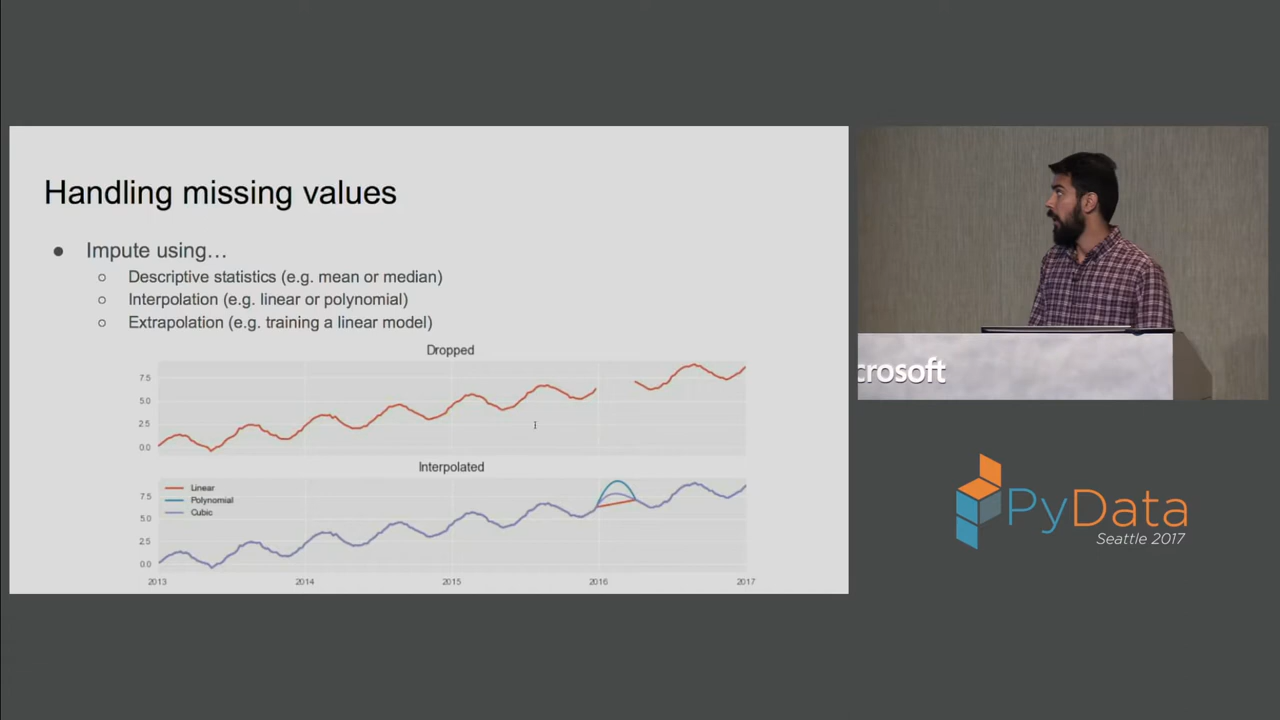 Handling missing values
● Impute using…
○ Descriptive statistics (e.g. mean or median)
○ Interpolation (e.g. linear or polynomial)
○ Extrapolation (e.g. training a linear model)
Dropped
7.5
5.0
2.5
0.0
Interpolated
Linear
Polynomial
Cubic
7.5
5.0
2.5
0.0
2013 2014 2015 2016 2017
crosoft
PyData
Seattle 2017